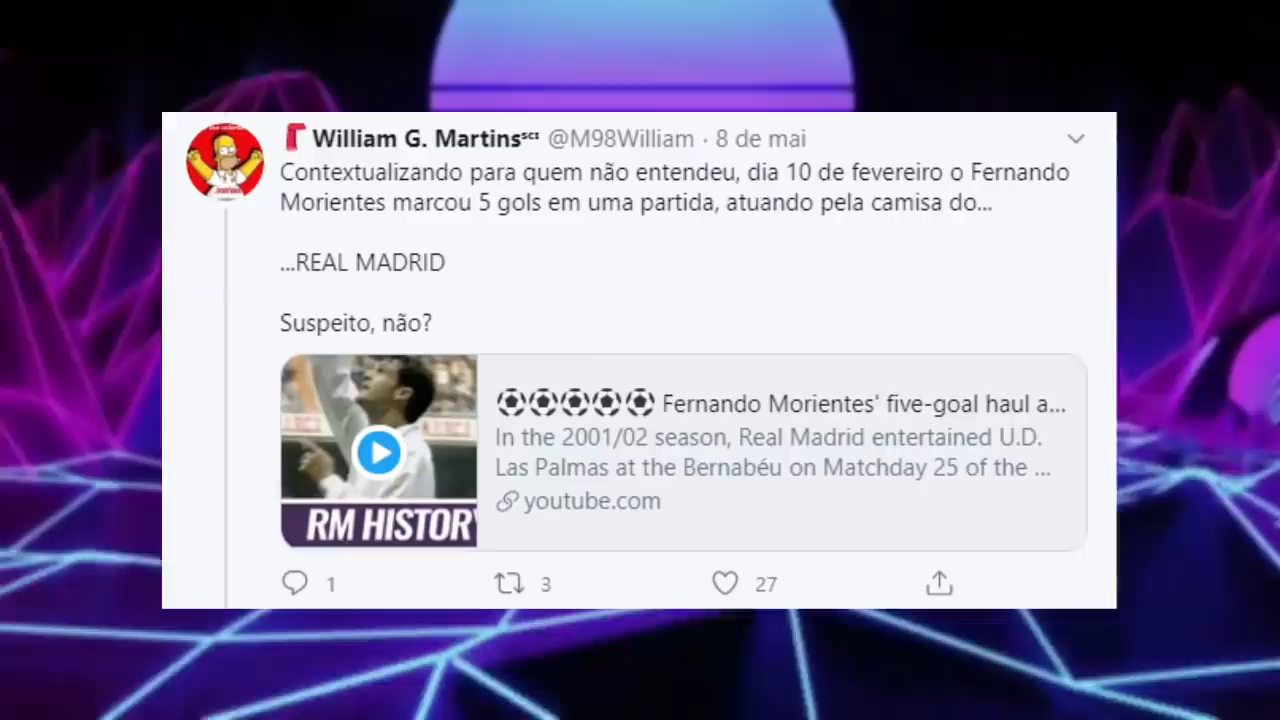 William G. Martinsˢᶜᴵ @M98William · 8 de mai
Contextualizando para quem não entendeu, dia 10 de fevereiro o Fernando
Morientes marcou 5 gols em uma partida, atuando pela camisa do...
...REAL MADRID
Suspeito, não?
⚽⚽⚽⚽⚽ Fernando Morientes' five-goal haul a...
In the 2001/02 season, Real Madrid entertained U.D.
Las Palmas at the Bernabéu on Matchday 25 of the ...
youtube.com
RM HISTORY
1 3 27